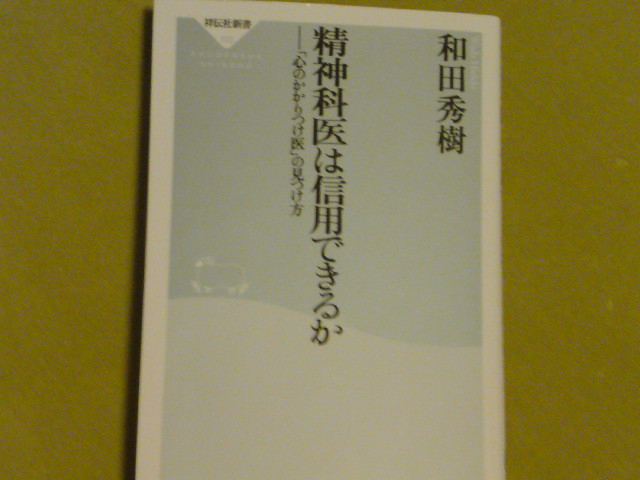 祥伝社新書
和田秀樹
精神科医は信用できるか
──「心のかかりつけ医」の見つけ方